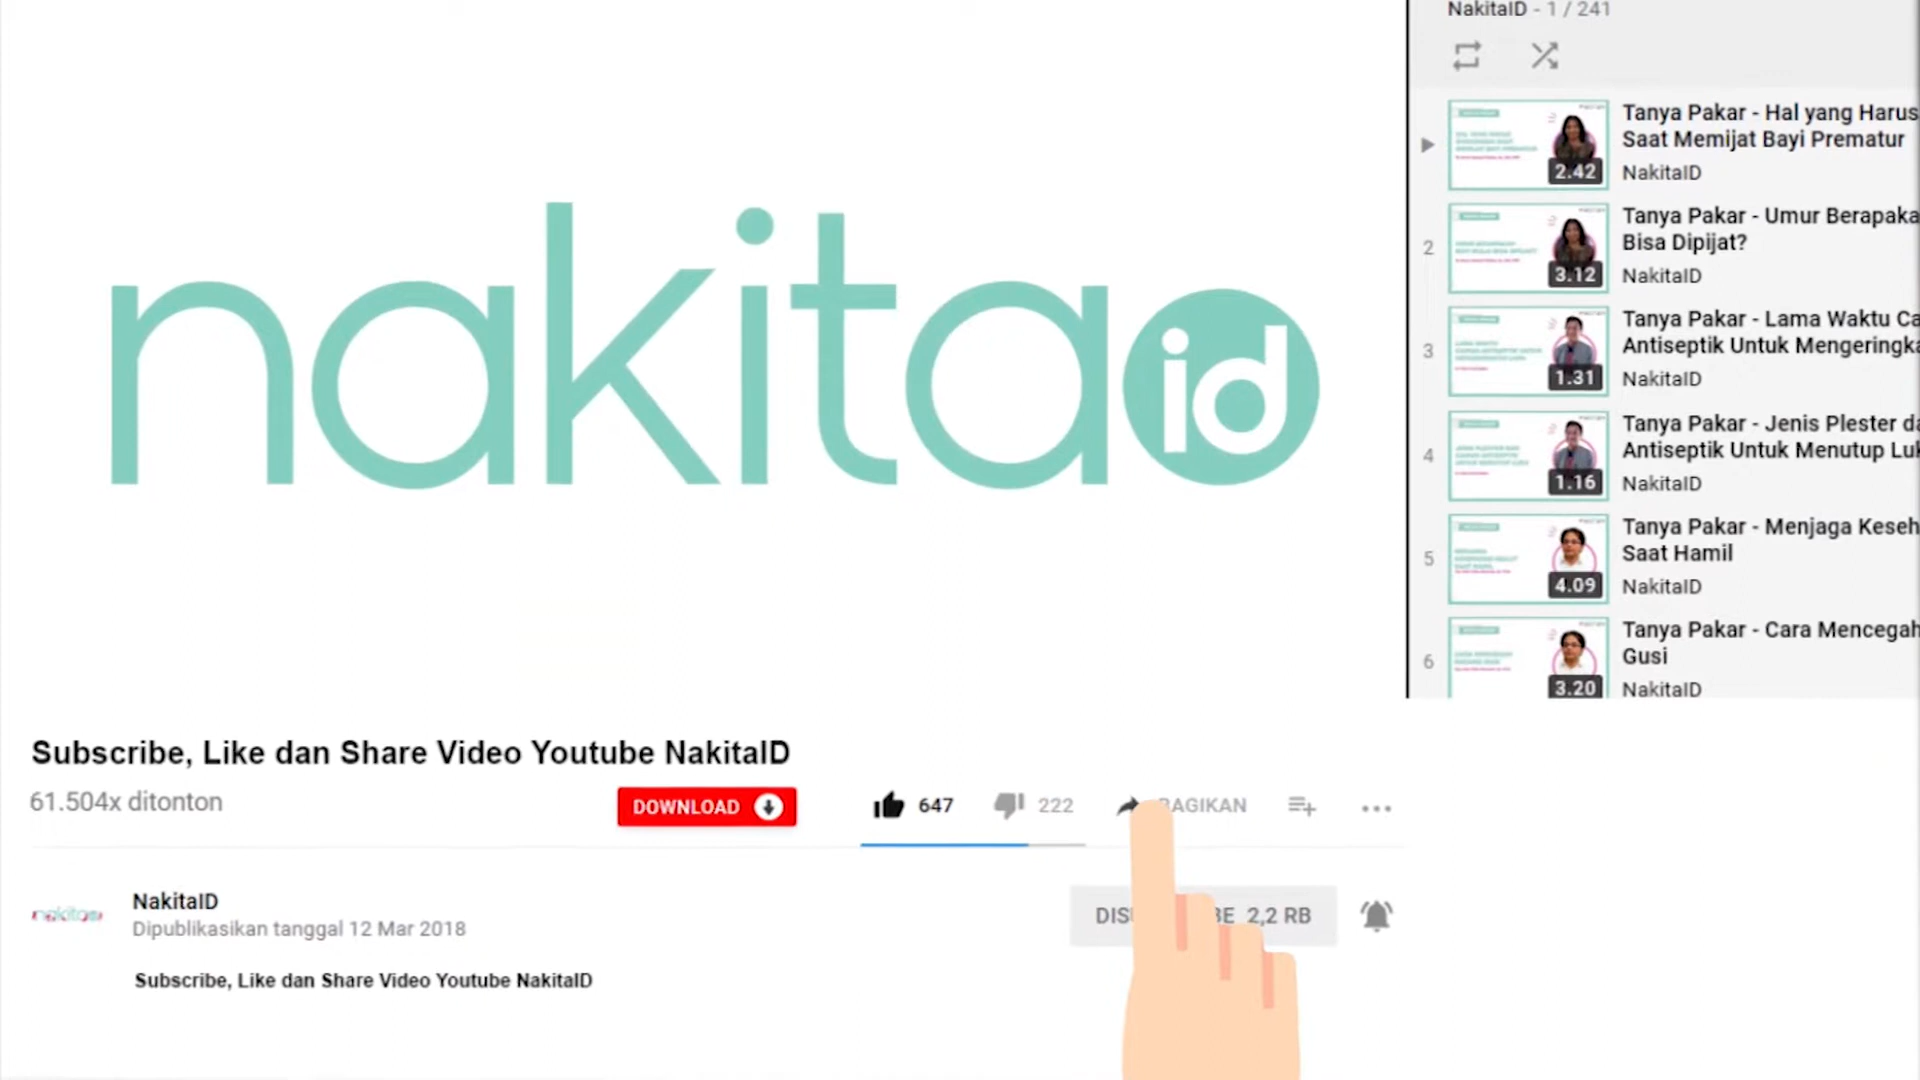 nakita id
NakitaID - 1 / 241
Tanya Pakar - Hal yang Harus
Saat Memijat Bayi Prematur
NakitaID
2.42
2
Tanya Pakar - Umur Berapaka
Bisa Dipijat?
NakitaID
3.12
3
Tanya Pakar - Lama Waktu Ca
Antiseptik Untuk Mengeringka
NakitaID
1.31
4
Tanya Pakar - Jenis Plester da
Antiseptik Untuk Menutup Luk
NakitaID
1.16
5
Tanya Pakar - Menjaga Keseh
Saat Hamil
NakitaID
4.09
6
Tanya Pakar - Cara Mencegah
Gusi
NakitaID
3.20
Subscribe, Like dan Share Video Youtube NakitaID
61.504x ditonton
DOWNLOAD
647
222
BAGIKAN
NakitaID
Dipublikasikan tanggal 12 Mar 2018
2,2 RB
Subscribe, Like dan Share Video Youtube NakitaID
nakita